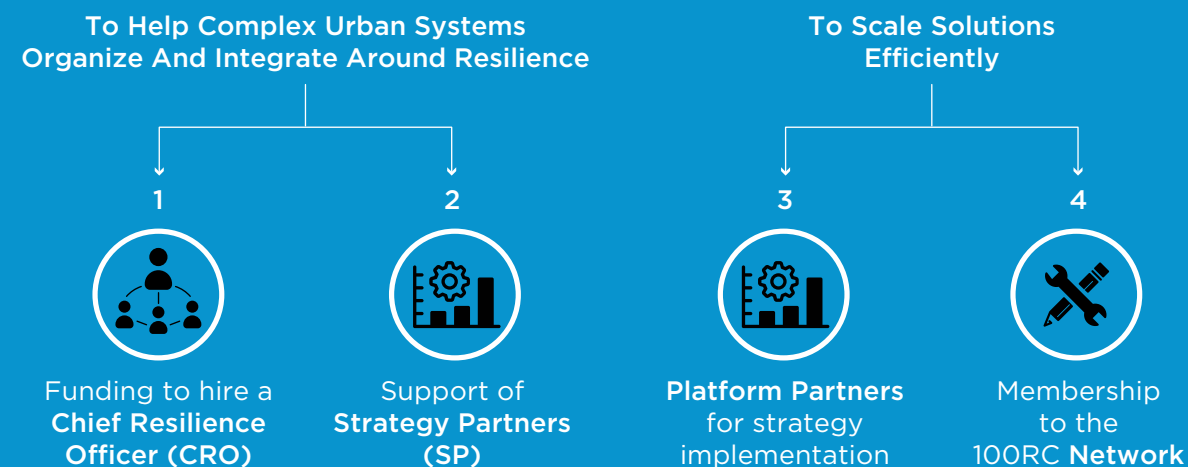 To Help Complex Urban Systems
Organize And Integrate Around Resilience
To Scale Solutions
Efficiently
1
2
3
4
Funding to hire a
Chief Resilience
Officer (CRO)
Support of
Strategy Partners
(SP)
Platform Partners
for strategy
implementation
Membership
to the
100RC Network